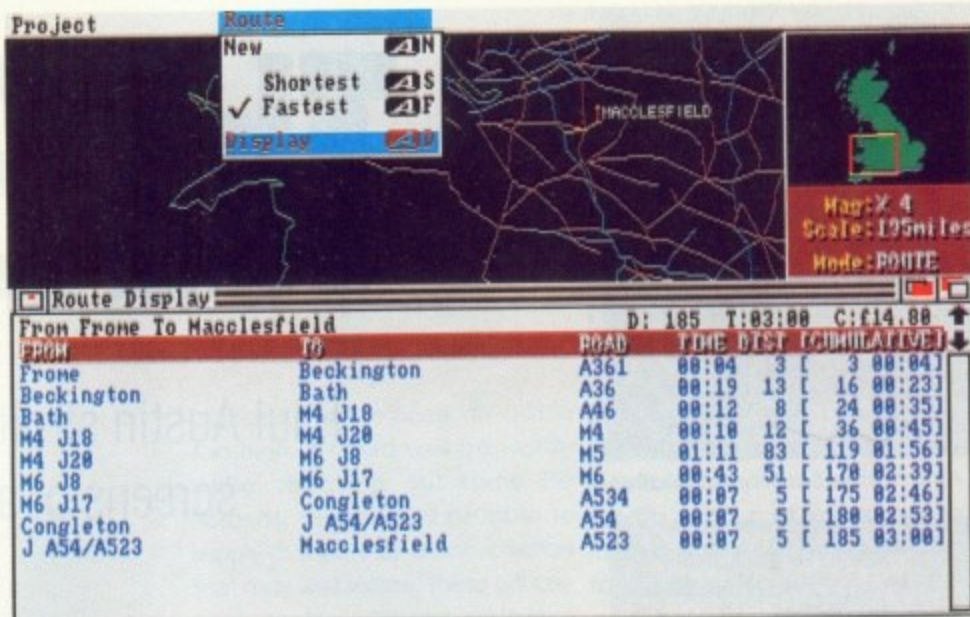 Project Route
New A N
Shortest A S
✓ Fastest A F
Display A D
MACCLESFIELD
Mag:X 4
Scale:195miles
Mode:ROUTE
Route Display
From Frome To Macclesfield D: 185 T:03:00 C:£14.80
FROM TO ROAD TIME DIST [CUMULATIVE]
Frome Beckington A361 00:04 3 [ 3 00:04]
Beckington Bath A36 00:19 13 [ 16 00:23]
Bath M4 J18 A46 00:12 8 [ 24 00:35]
M4 J18 M4 J20 M4 00:10 12 [ 36 00:45]
M4 J20 M6 J8 M5 01:11 83 [ 119 01:56]
M6 J8 M6 J17 M6 00:43 51 [ 170 02:39]
M6 J17 Congleton A534 00:07 5 [ 175 02:46]
Congleton J A54/A523 A54 00:07 5 [ 180 02:53]
J A54/A523 Macclesfield A523 00:07 5 [ 185 03:00]